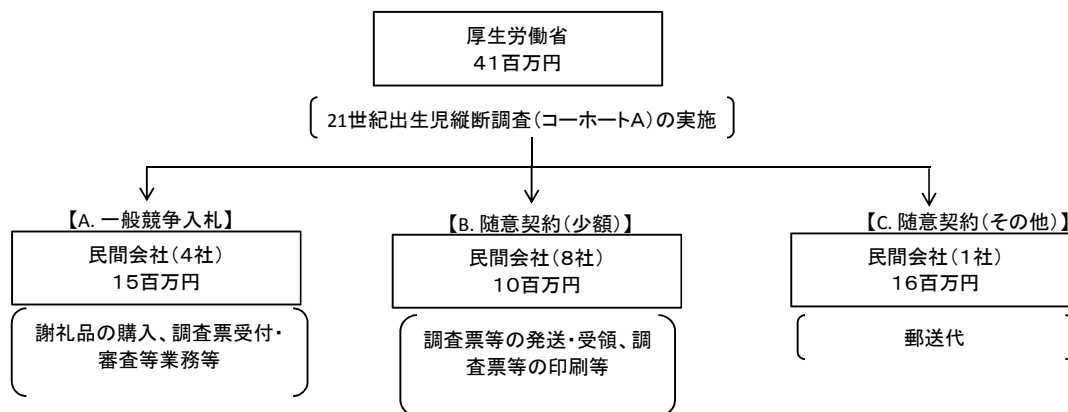 厚生労働省
41百万円
21世紀出生児縦断調査(コーホートA)の実施
【A. 一般競争入札】
民間会社(4社)
15百万円
謝礼品の購入、調査票受付・
審査等業務等
【B. 随意契約(少額)】
民間会社(8社)
10百万円
調査票等の発送・受領、調
査票等の印刷等
【C. 随意契約(その他)】
民間会社(1社)
16百万円
郵送代